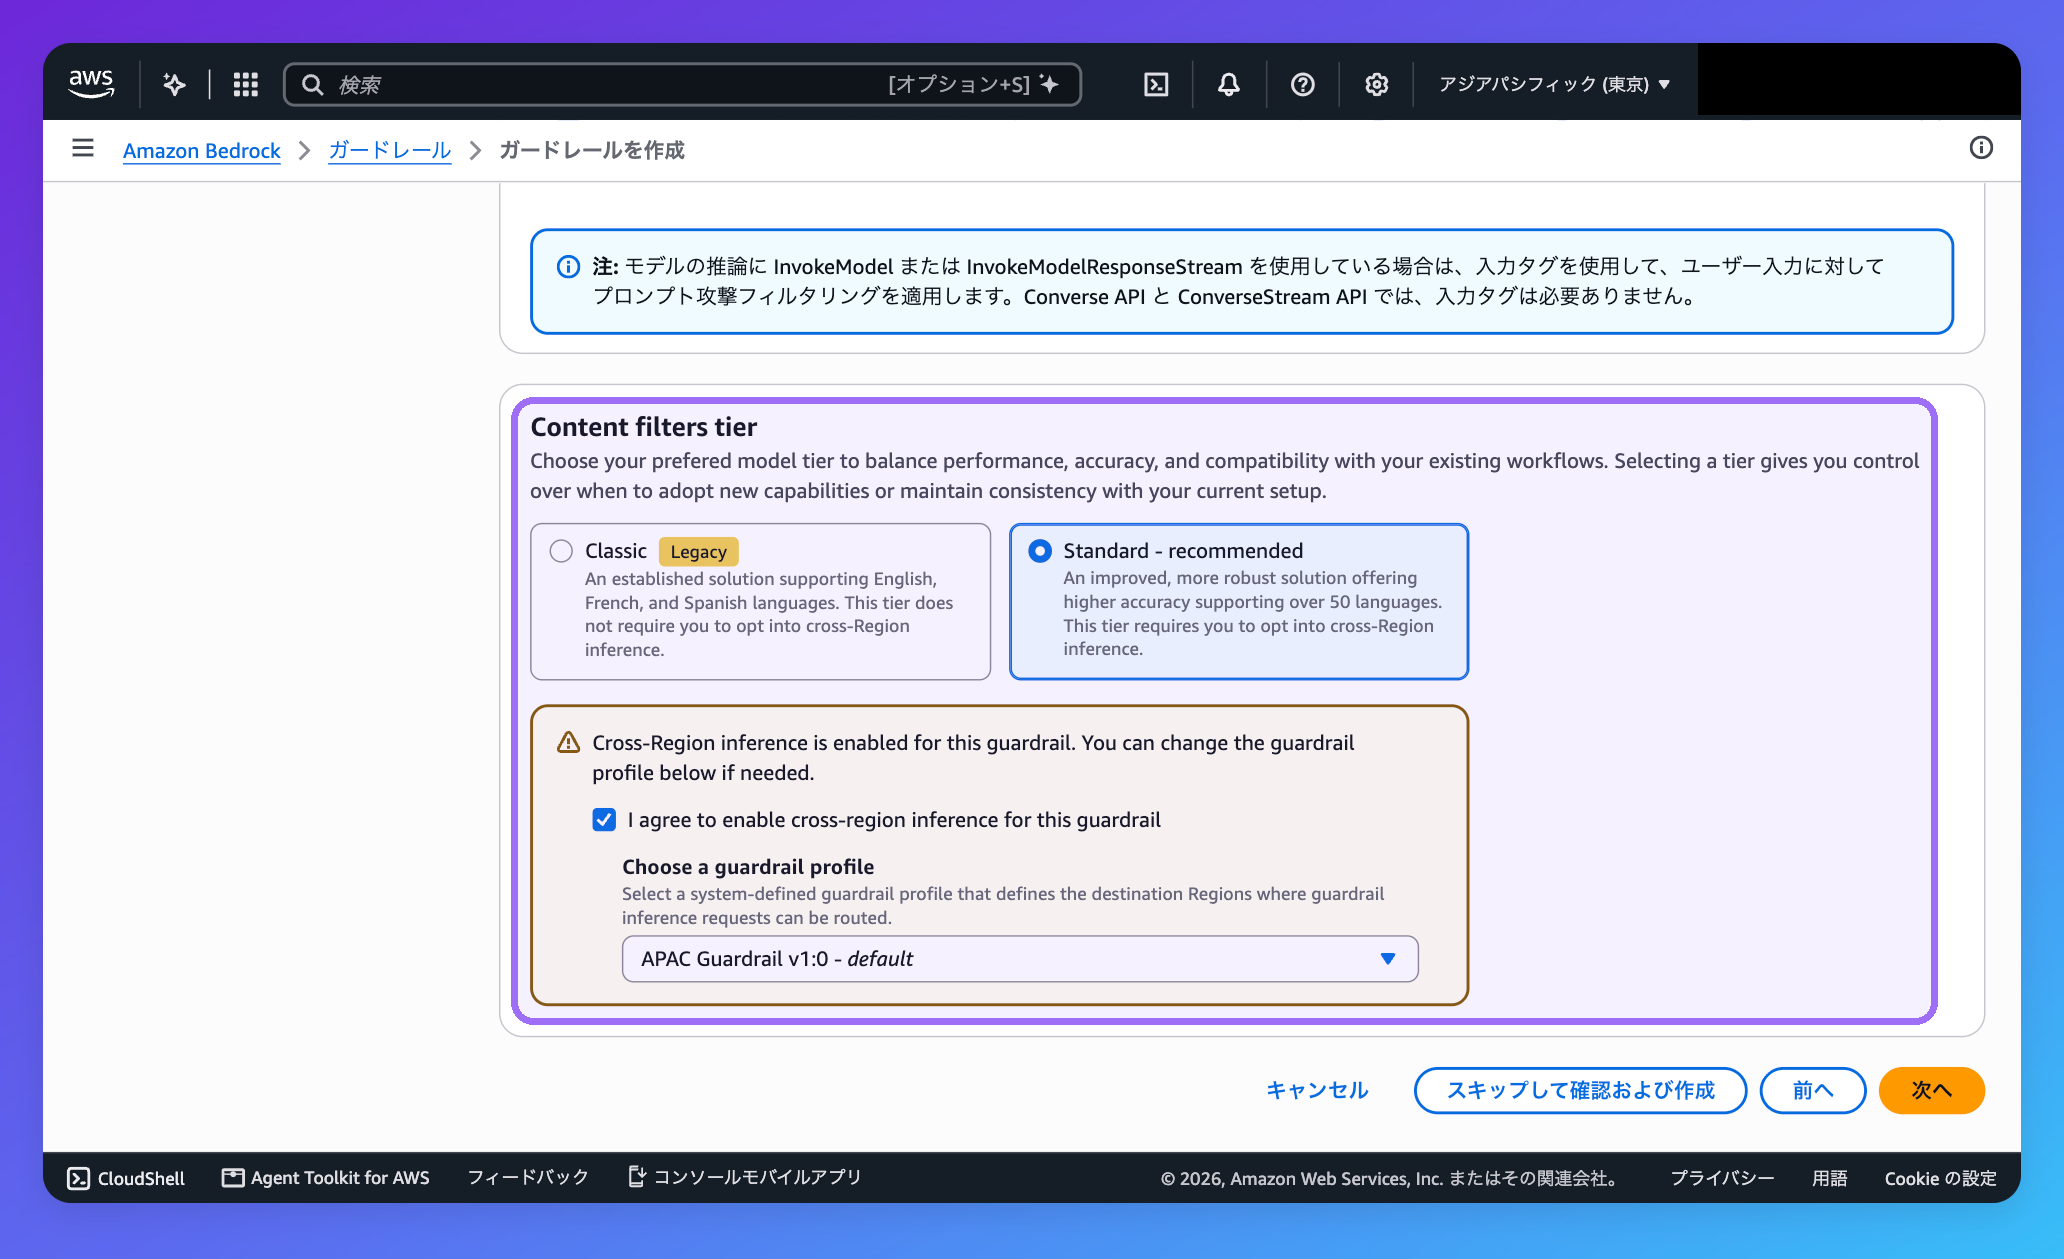 aws
検索
[オプション+S]
アジアパシフィック (東京)
Amazon Bedrock
ガードレール
ガードレールを作成
注: モデルの推論に InvokeModel または InvokeModelResponseStream を使用している場合は、入力タグを使用して、ユーザー入力に対して
プロンプト攻撃フィルタリングを適用します。Converse API と ConverseStream API では、入力タグは必要ありません。
Content filters tier
Choose your prefered model tier to balance performance, accuracy, and compatibility with your existing workflows. Selecting a tier gives you control
over when to adopt new capabilities or maintain consistency with your current setup.
Classic Legacy
An established solution supporting English,
French, and Spanish languages. This tier does
not require you to opt into cross-Region
inference.
Standard - recommended
An improved, more robust solution offering
higher accuracy supporting over 50 languages.
This tier requires you to opt into cross-Region
inference.
Cross-Region inference is enabled for this guardrail. You can change the guardrail
profile below if needed.
I agree to enable cross-region inference for this guardrail
Choose a guardrail profile
Select a system-defined guardrail profile that defines the destination Regions where guardrail
inference requests can be routed.
APAC Guardrail v1:0 - default
キャンセル
スキップして確認および作成
前へ
次へ
CloudShell
Agent Toolkit for AWS
フィードバック
コンソールモバイルアプリ
© 2026, Amazon Web Services, Inc. またはその関連会社。
プライバシー
用語
Cookie の設定